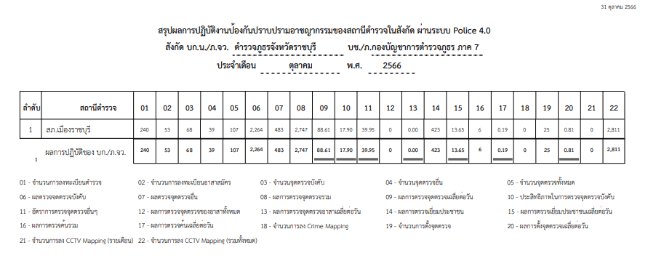 31 ตุลาคม 2566
สรุปผลการปฏิบัติงานป้องกันปราบปรามอาชญากรรมของสถานีตำรวจในสังกัด ผ่านระบบ Police 4.0
สังกัด บก.น./ภ.จว. ตำรวจภูธรจังหวัดราชบุรี บช./ภ.กองบัญชาการตำรวจภูธร ภาค 7
ประจำเดือน ตุลาคม พ.ศ. 2566
ลำดับ สถานีตำรวจ 01 02 03 04 05 06 07 08 09 10 11 12 13 14 15 16 17 18 19 20 21 22
1 สภ.เมืองราชบุรี 240 53 68 39 107 2,264 483 2,747 88.61 17.90 39.95 0 0.00 423 13.65 6 0.19 0 25 0.81 0 2,811
ผลการปฏิบัติของ บก./ภ.จว. 240 53 68 39 107 2,264 483 2,747 88.61 17.90 39.95 0 0.00 423 13.65 6 0.19 0 25 0.81 0 2,811
01 - จำนวนการลงทะเบียนตำรวจ 02 - จำนวนการลงทะเบียนอาสาสมัคร 03 - จำนวนจุดตรวจบังคับ 04 - จำนวนจุดตรวจอื่น 05 - จำนวนจุดตรวจทั้งหมด
06 - ผลตรวจจุดตรวจบังคับ 07 - ผลตรวจจุดตรวจอื่น 08 - ผลการตรวจจุดตรวจรวม 09 - ผลการตรวจจุดตรวจเฉลี่ยต่อวัน 10 - ประสิทธิภาพในการตรวจจุดตรวจบังคับ
11 - อัตราการตรวจจุดตรวจอื่นๆ 12 - ผลการตรวจจุดตรวจของอาสาทั้งหมด 13 - ผลการตรวจจุดตรวจอาสาเฉลี่ยต่อวัน 14 - ผลการตรวจเยี่ยมประชาชน 15 - ผลการตรวจเยี่ยมประชาชนเฉลี่ยต่อวัน
16 - ผลการตรวจค้นรวม 17 - ผลการตรวจค้นเฉลี่ยต่อวัน 18 - จำนวนการลง Crime Mapping 19 - จำนวนการตั้งจุดตรวจ 20 - ผลการตั้งจุดตรวจเฉลี่ยต่อวัน
21 - จำนวนการลง CCTV Mapping (รายเดือน) 22 - จำนวนการลง CCTV Mapping (รวมทั้งหมด)